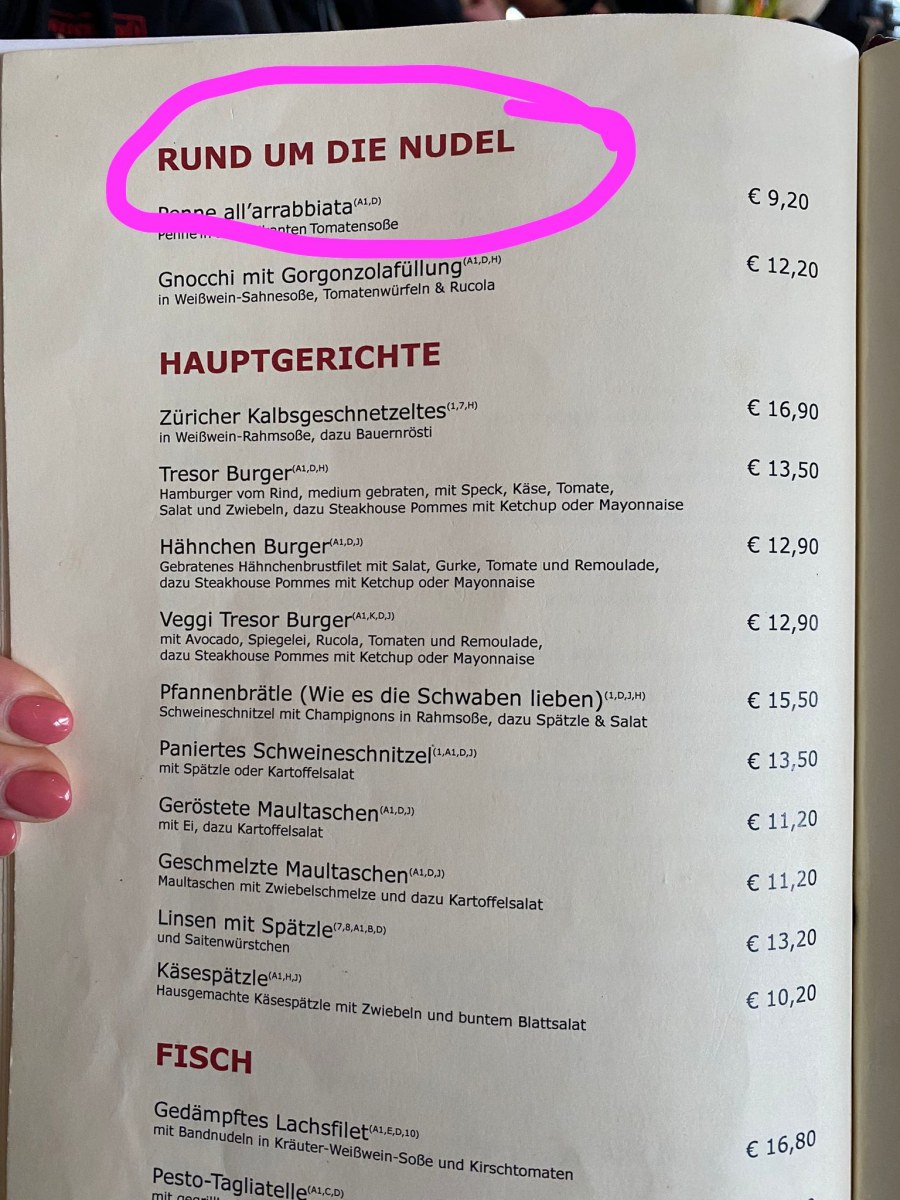 RUND UM DIE NUDEL
Penne all'arrabbiata(A1,D)
€ 9,20
Penne in Tomatensoße
Gnocchi mit Gorgonzolafüllung(A1,D,H)
€ 12,20
in Weißwein-Sahnesoße, Tomatenwürfeln & Rucola
HAUPTGERICHTE
Züricher Kalbsgeschnetzeltes(1,7,H)
€ 16,90
in Weißwein-Rahmsoße, dazu Bauernrösti
Tresor Burger(A1,D,H)
€ 13,50
Hamburger vom Rind, medium gebraten, mit Speck, Käse, Tomate,
Salat und Zwiebeln, dazu Steakhouse Pommes mit Ketchup oder Mayonnaise
Hähnchen Burger(A1,D,J)
€ 12,90
Gebratenes Hähnchenbrustfilet mit Salat, Gurke, Tomate und Remoulade,
dazu Steakhouse Pommes mit Ketchup oder Mayonnaise
Veggi Tresor Burger(A1,K,D,J)
€ 12,90
mit Avocado, Spiegelei, Rucola, Tomaten und Remoulade,
dazu Steakhouse Pommes mit Ketchup oder Mayonnaise
Pfannenbrätle (Wie es die Schwaben lieben)(1,D,J,H)
€ 15,50
Schweineschnitzel mit Champignons in Rahmsoße, dazu Spätzle & Salat
Paniertes Schweineschnitzel(1,A1,D,J)
€ 13,50
mit Spätzle oder Kartoffelsalat
Geröstete Maultaschen(A1,D,J)
€ 11,20
mit Ei, dazu Kartoffelsalat
Geschmelzte Maultaschen(A1,D,J)
€ 11,20
Maultaschen mit Zwiebelschmelze und dazu Kartoffelsalat
Linsen mit Spätzle(7,8,A1,B,D)
€ 13,20
und Saitenwürstchen
Käsespätzle(A1,H,J)
€ 10,20
Hausgemachte Käsespätzle mit Zwiebeln und buntem Blattsalat
FISCH
Gedämpftes Lachsfilet(A1,E,D,10)
€ 16,80
mit Bandnudeln in Kräuter-Weißwein-Soße und Kirschtomaten
Pesto-Tagliatelle(A1,C,D)